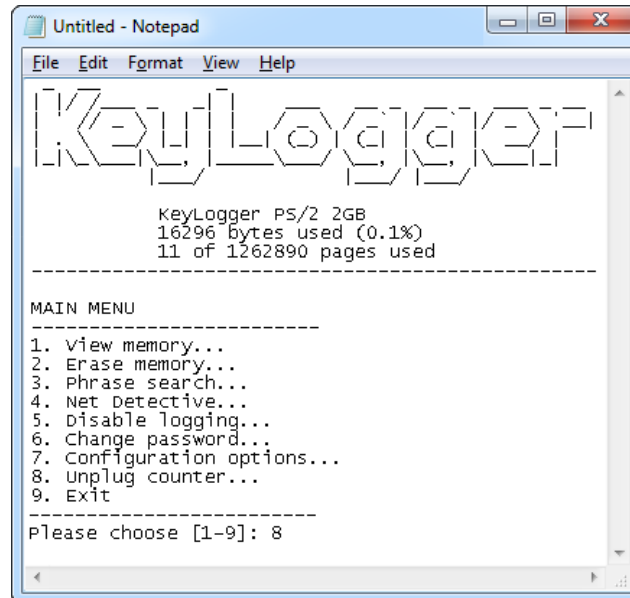 Untitled - Notepad
File Edit Format View Help
KeyLogger
KeyLogger PS/2 2GB
16296 bytes used (0.1%)
11 of 1262890 pages used
------------------------------------------------
MAIN MENU
-------------------------
1. View memory...
2. Erase memory...
3. Phrase search...
4. Net Detective...
5. Disable logging...
6. Change password...
7. Configuration options...
8. Unplug counter...
9. Exit
-------------------------
Please choose [1-9]: 8